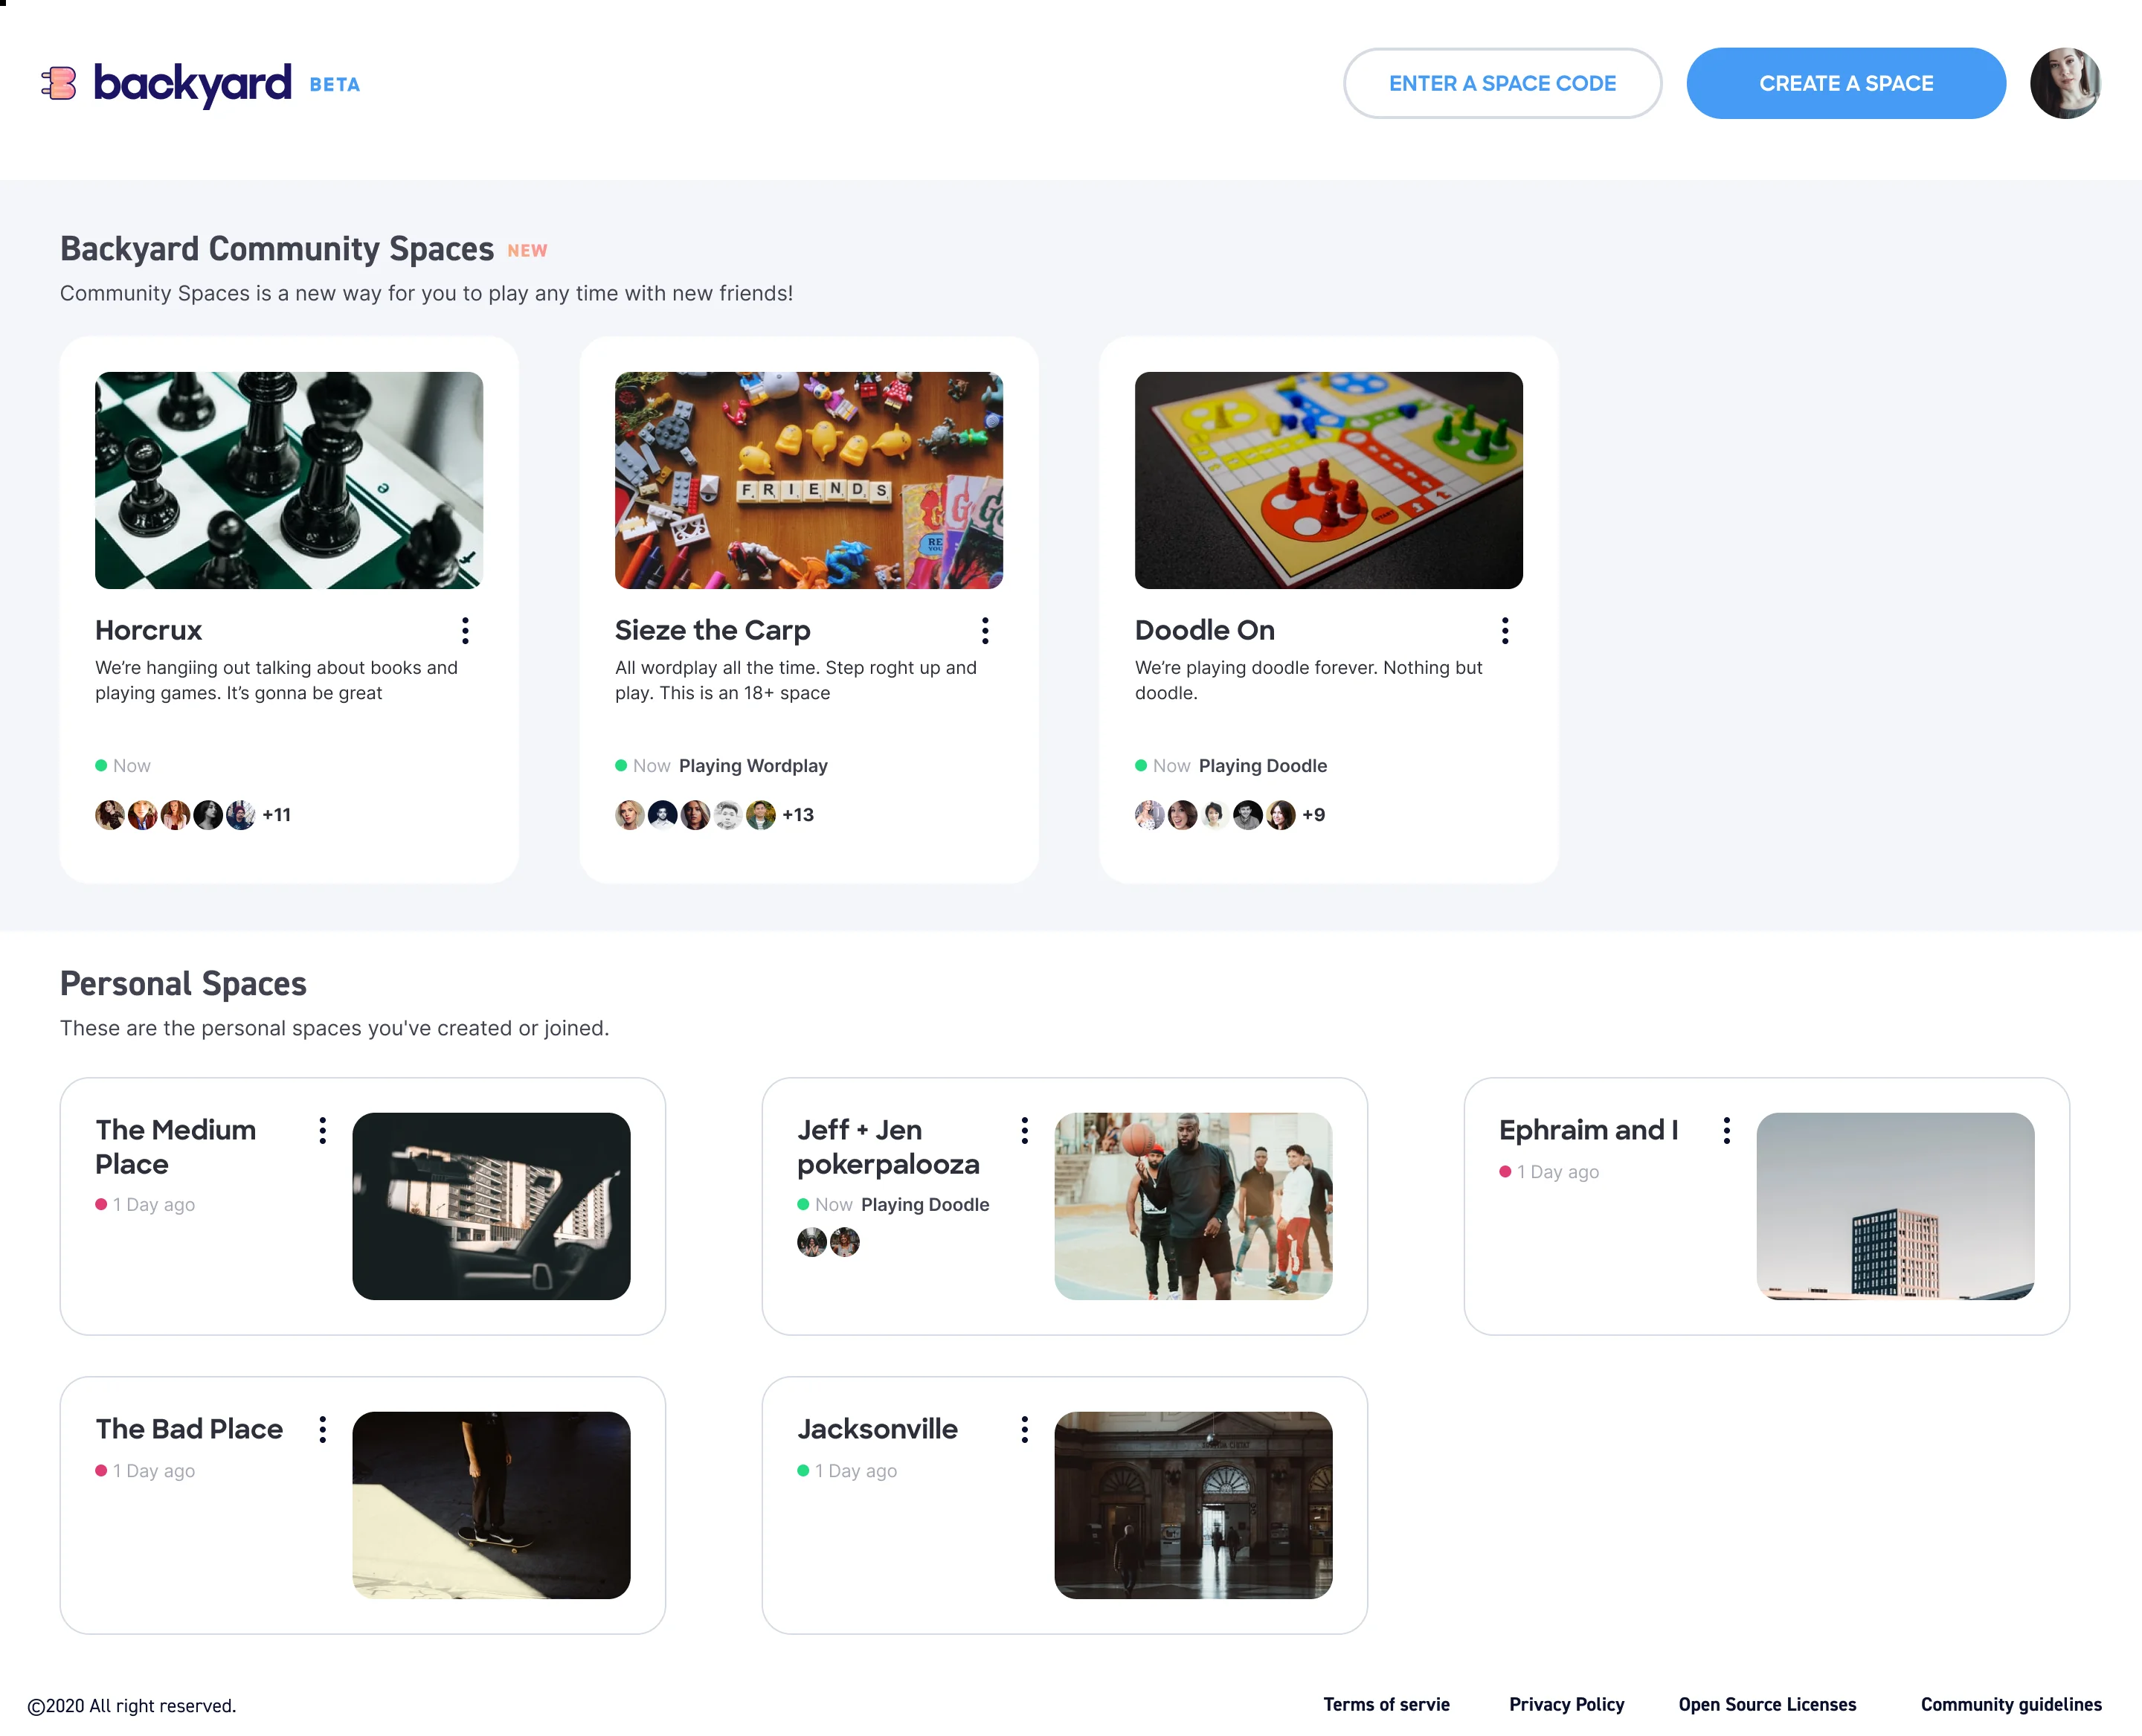 backyard BETA
ENTER A SPACE CODE
CREATE A SPACE
Backyard Community Spaces NEW
Community Spaces is a new way for you to play any time with new friends!
a
F R I E N D S
RE
YOU
Horcrux
We’re hangiing out talking about books and
playing games. It’s gonna be great
Now
+11
Sieze the Carp
All wordplay all the time. Step roght up and
play. This is an 18+ space
Now Playing Wordplay
+13
Doodle On
We’re playing doodle forever. Nothing but
doodle.
Now Playing Doodle
+9
Personal Spaces
These are the personal spaces you've created or joined.
The Medium
Place
1 Day ago
Jeff + Jen
pokerpalooza
Now Playing Doodle
Ephraim and I
1 Day ago
The Bad Place
1 Day ago
Jacksonville
1 Day ago
©2020 All right reserved.
Terms of servie
Privacy Policy
Open Source Licenses
Community guidelines